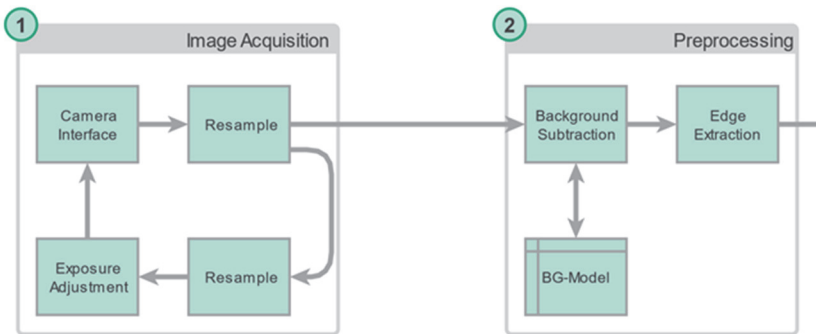 1
Image Acquisition
Camera
Interface
Resample
Exposure
Adjustment
Resample
2
Preprocessing
Background
Subtraction
Edge
Extraction
BG-Model